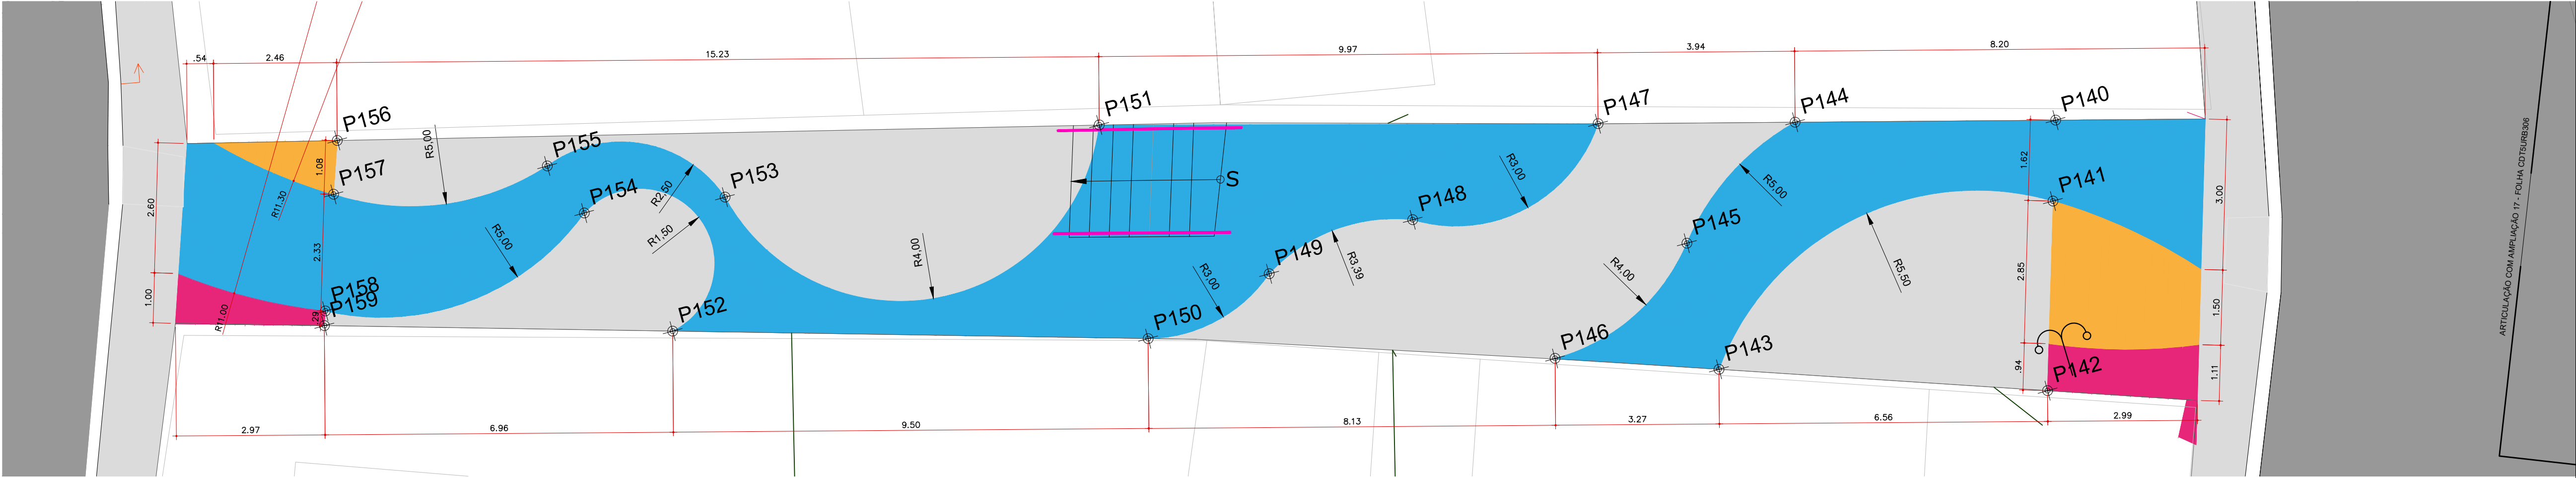 .54
2.46
15.23
9.97
3.94
8.20
P156
P151
P147
P144
P140
P157
P155
P153
P154
P148
P145
P141
P149
P158
P159
P152
P150
P146
P143
P142
S
R5,00
R11.30
R2,50
R1,50
R5,00
R4,00
R3,00
R3,39
R3,00
R5,00
R4,00
R5,50
R11.00
1.08
2.33
.29
2.60
1.00
1.62
2.85
.94
3.00
1.50
1.11
2.97
6.96
9.50
8.13
3.27
6.56
2.99
ARTICULAÇÃO COM AMPLIAÇÃO 17 - FOLHA CDT5URB306